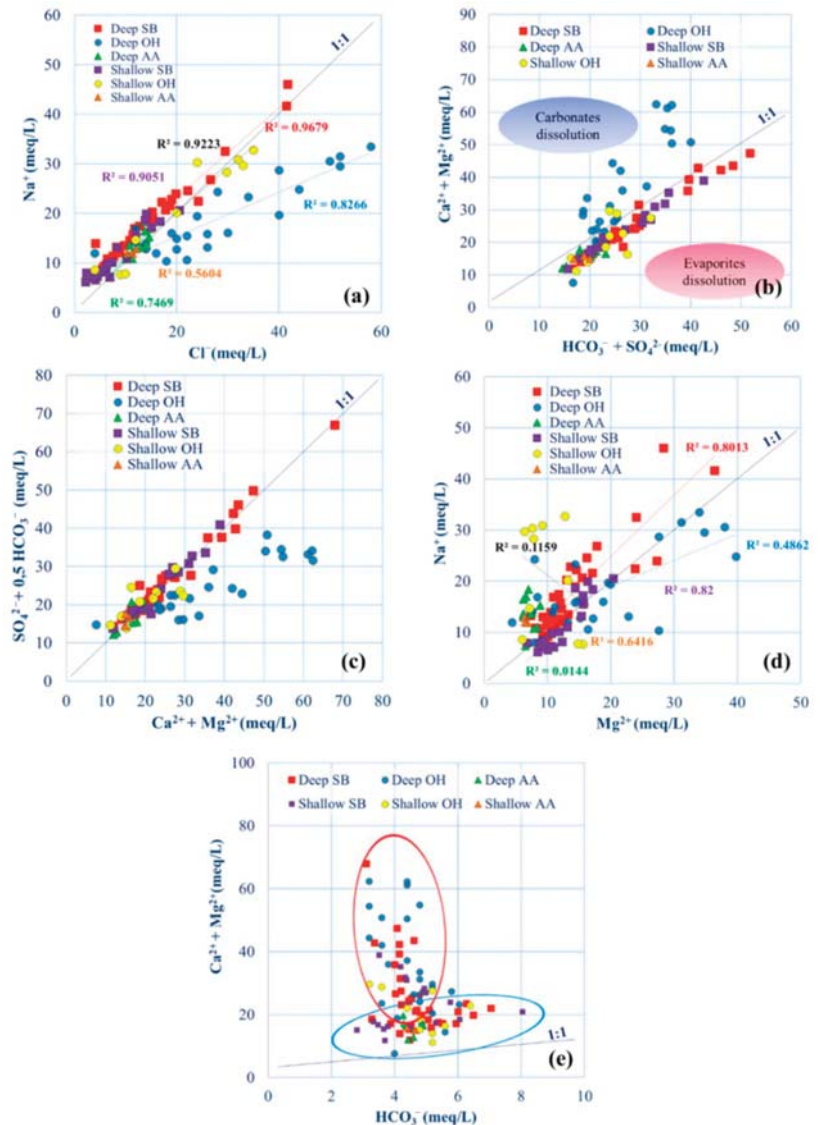 60
50
40
30
20
10
0
Na⁺ (meq/L)
Deep SB
Deep OH
Deep AA
Shallow SB
Shallow OH
Shallow AA
1:1
R² = 0.9679
R² = 0.9223
R² = 0.9051
R² = 0.8266
R² = 0.5604
R² = 0.7469
(a)
0 20 40 60
Cl⁻(meq/L)
90
80
70
60
50
40
30
20
10
0
Ca²⁺ + Mg²⁺ (meq/L)
Deep SB Deep OH
Deep AA Shallow SB
Shallow OH Shallow AA
Carbonates
dissolution
1:1
Evaporites
dissolution
(b)
0 10 20 30 40 50 60
HCO₃⁻ + SO₄²⁻ (meq/L)
80
70
60
50
40
30
20
10
0
SO₄²⁻ + 0,5 HCO₃⁻ (meq/L)
Deep SB
Deep OH
Deep AA
Shallow SB
Shallow OH
Shallow AA
1:1
(c)
0 10 20 30 40 50 60 70 80
Ca²⁺ + Mg²⁺ (meq/L)
60
50
40
30
20
10
0
Na⁺ (meq/L)
Deep SB
Deep OH
Deep AA
Shallow SB
Shallow OH
Shallow AA
R² = 0.8013
1:1
R² = 0.1159
R² = 0.4862
R² = 0.82
R² = 0.6416
R² = 0.0144
(d)
0 10 20 30 40 50
Mg²⁺ (meq/L)
100
80
60
40
20
0
Ca²⁺ + Mg²⁺ (meq/L)
Deep SB Deep OH Deep AA
Shallow SB Shallow OH Shallow AA
1:1
(e)
0 2 4 6 8 10
HCO₃⁻ (meq/L)